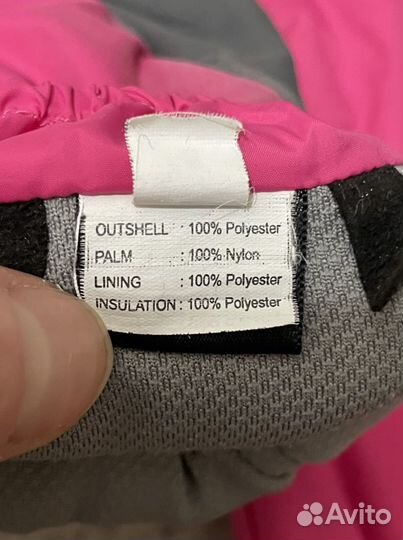 OUTSHELL : 100% Polyester
PALM : 100% Nylon
LINING : 100% Polyester
INSULATION : 100% Polyester
Avito